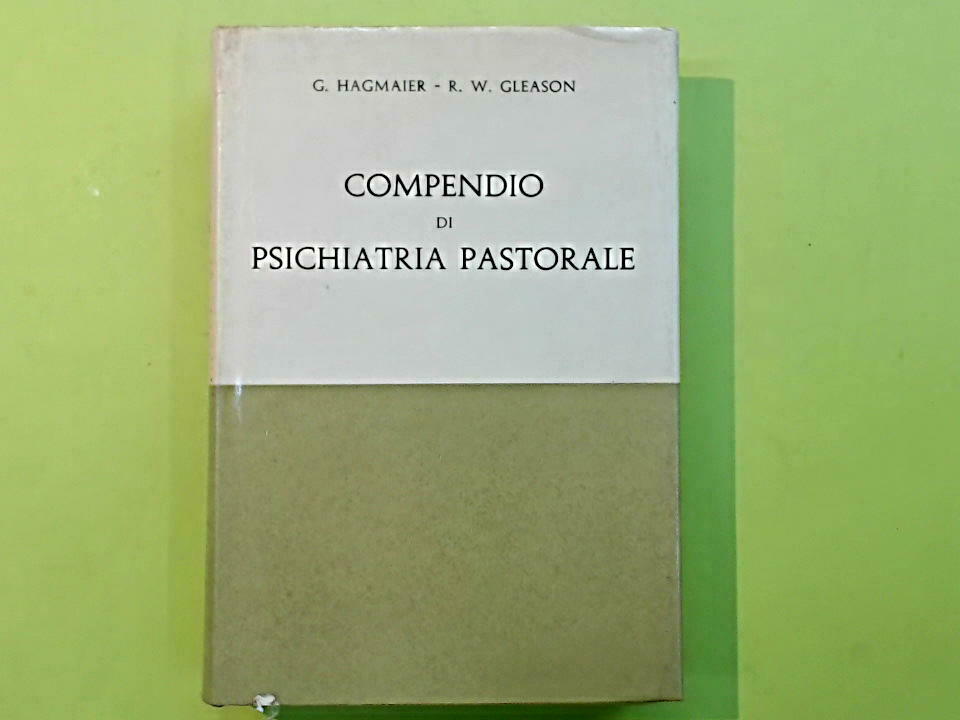 G. HAGMAIER - R. W. GLEASON
COMPENDIO
DI
PSICHIATRIA PASTORALE